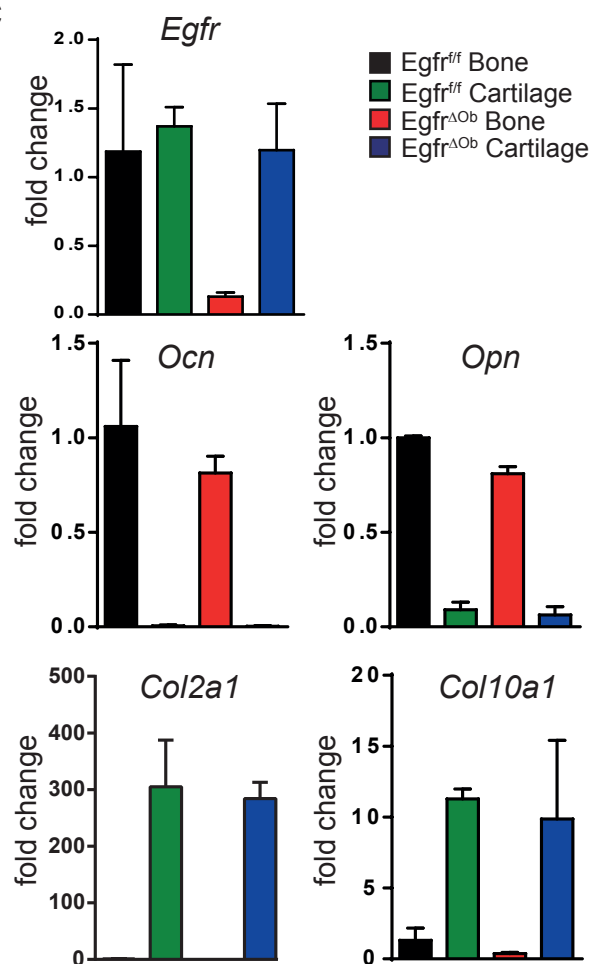 Egfr
2.0
1.5
1.0
0.5
0.0
fold change
Egfrf/f Bone
Egfrf/f Cartilage
EgfrΔOb Bone
EgfrΔOb Cartilage
Ocn
1.5
1.0
0.5
0.0
fold change
Opn
1.5
1.0
0.5
0.0
fold change
Col2a1
500
400
300
200
100
0
fold change
Col10a1
20
15
10
5
0
fold change